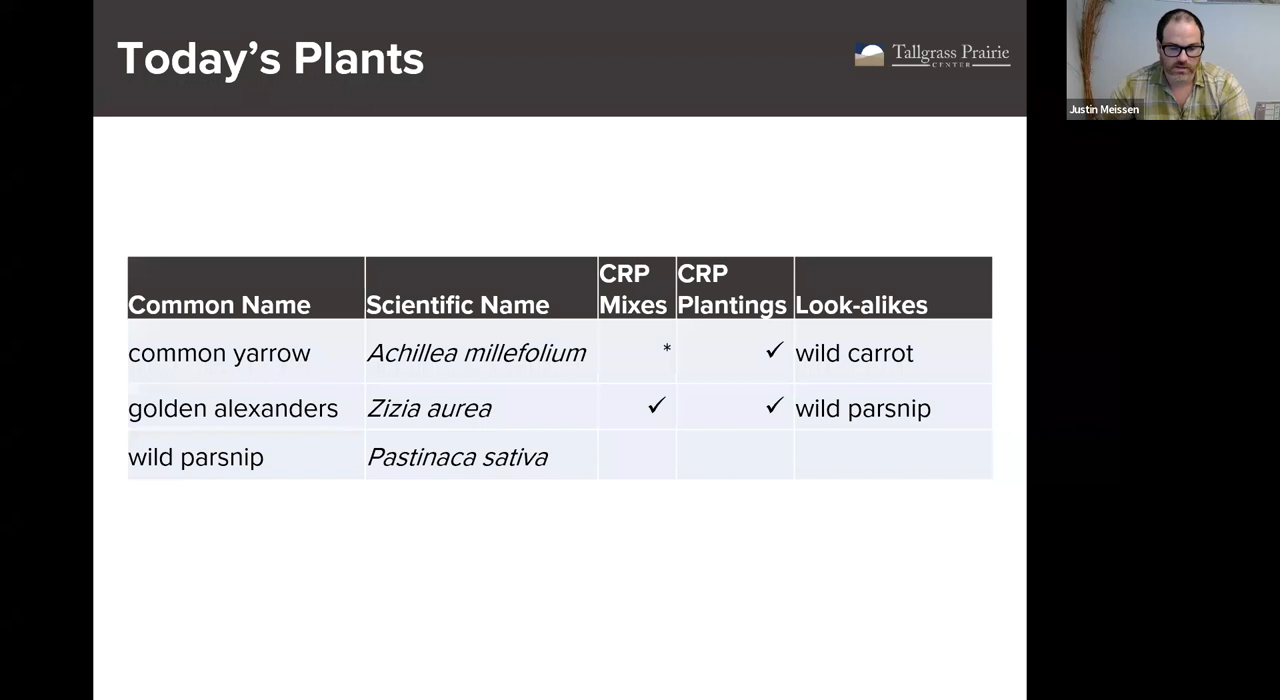 Today's Plants
Tallgrass Prairie
CENTER
Justin Meissen
Common Name Scientific Name CRP Mixes CRP Plantings Look-alikes
common yarrow Achillea millefolium * ✓ wild carrot
golden alexanders Zizia aurea ✓ ✓ wild parsnip
wild parsnip Pastinaca sativa